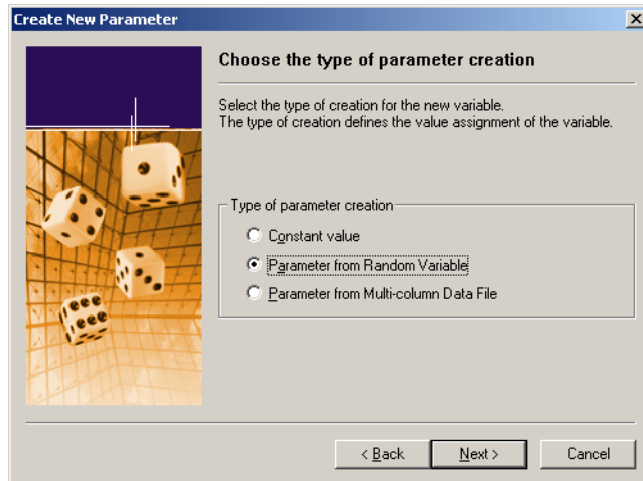 Create New Parameter
Choose the type of parameter creation
Select the type of creation for the new variable.
The type of creation defines the value assignment of the variable.
Type of parameter creation
Constant value
Parameter from Random Variable
Parameter from Multi-column Data File
< Back
Next >
Cancel